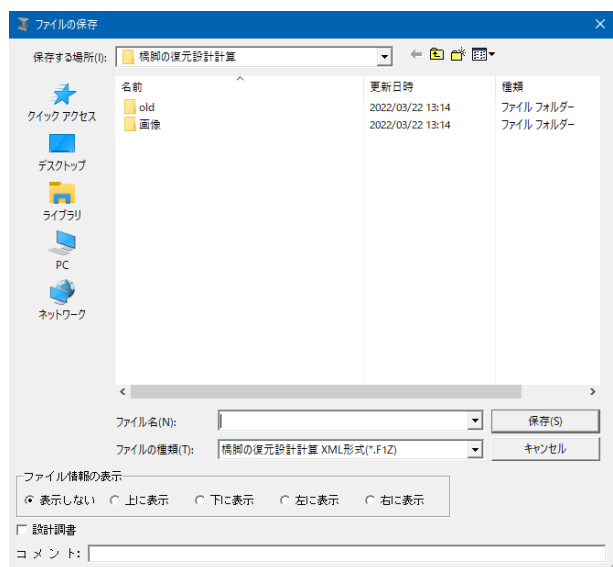 ファイルの保存
保存する場所(I): 橋脚の復元設計計算
名前 更新日時 種類
old 2022/03/22 13:14 ファイル フォルダー
画像 2022/03/22 13:14 ファイル フォルダー
クイック アクセス
デスクトップ
ライブラリ
PC
ネットワーク
ファイル名(N): 保存(S)
ファイルの種類(T): 橋脚の復元設計計算 XML形式(*.F1Z) キャンセル
ファイル情報の表示
表示しない 上に表示 下に表示 左に表示 右に表示
設計調書
コメント: